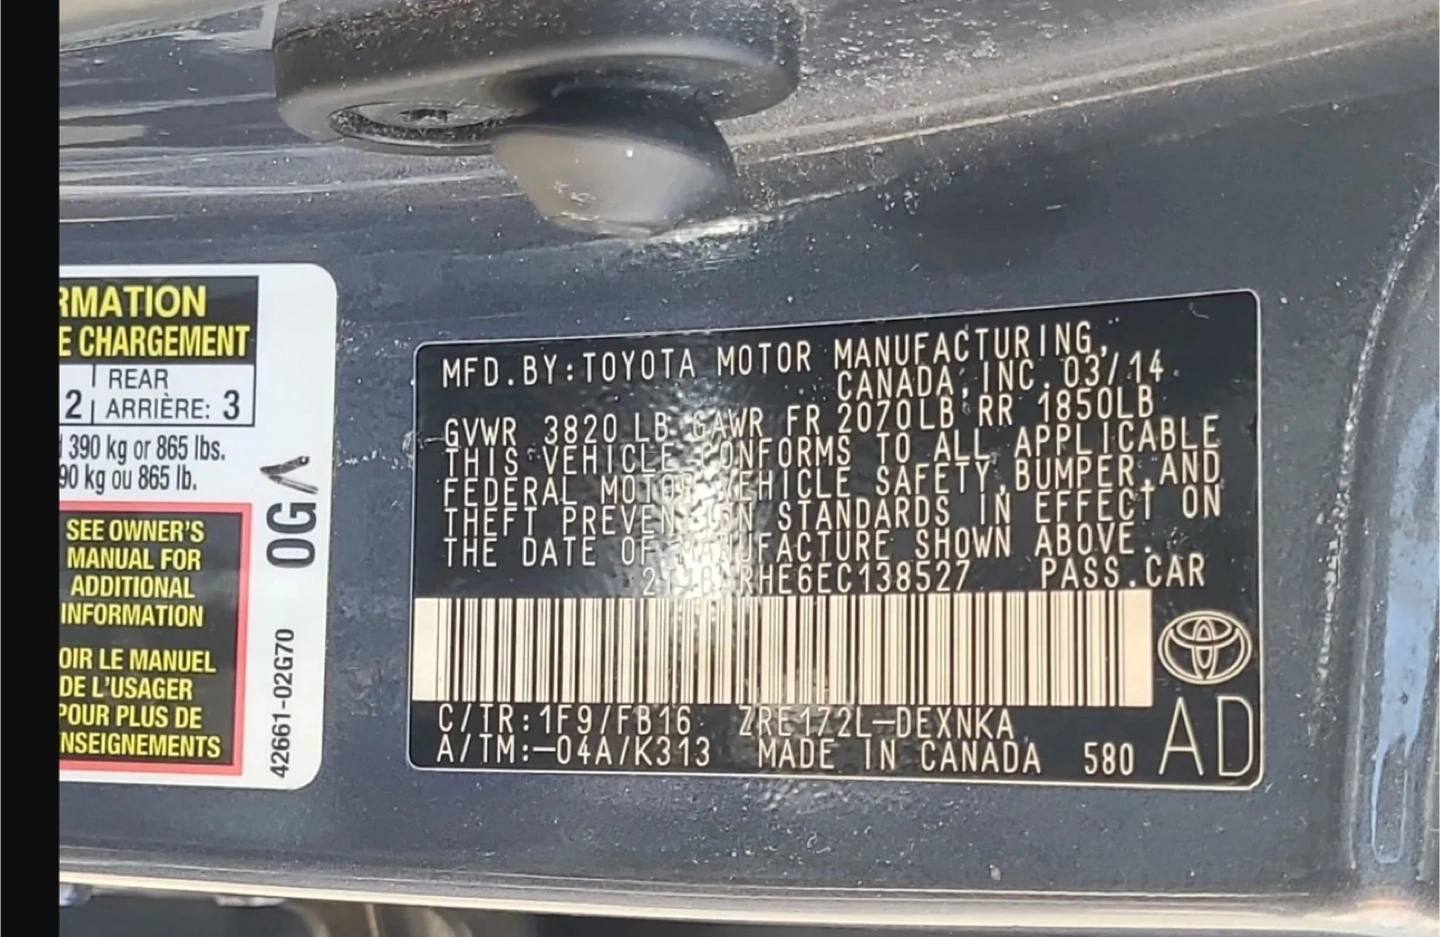 RMATION
E CHARGEMENT
2 REAR
ARRIÈRE: 3
390 kg or 865 lbs.
90 kg ou 865 lb.
SEE OWNER'S
MANUAL FOR
ADDITIONAL
INFORMATION
OIR LE MANUEL
DE L'USAGER
POUR PLUS DE
NSEIGNEMENTS
0G
42661-02G70
MFD.BY:TOYOTA MOTOR MANUFACTURING,
CANADA, INC. 03/14
GVWR 3820 LB GAWR FR 2070LB RR 1850LB
THIS VEHICLE CONFORMS TO ALL APPLICABLE
FEDERAL MOTOR VEHICLE SAFETY, BUMPER, AND
THEFT PREVENTION STANDARDS IN EFFECT ON
THE DATE OF MANUFACTURE SHOWN ABOVE.
RHE6EC138527 PASS.CAR
C/TR:1F9/FB16 ZRE172L-DEXNKA
A/TM:-04A/K313 MADE IN CANADA 580
AD